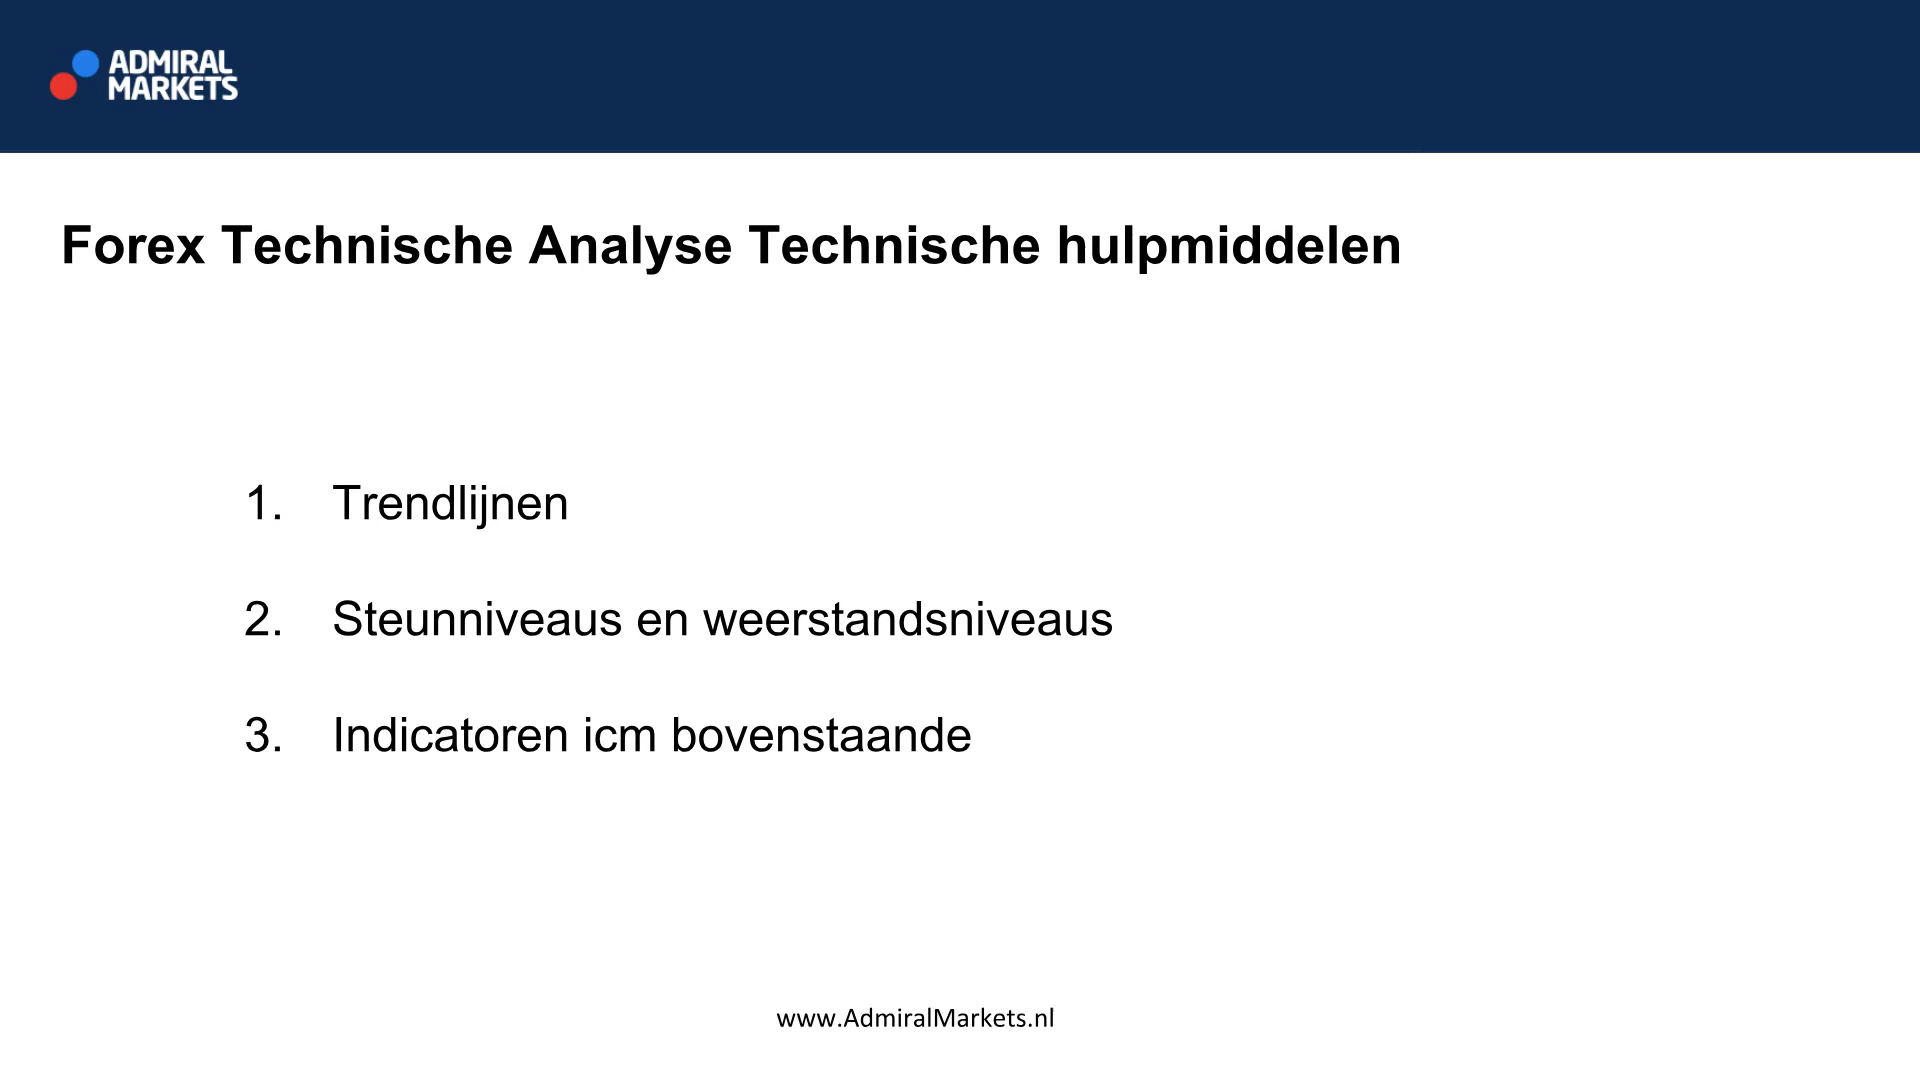 ADMIRAL
MARKETS
Forex Technische Analyse Technische hulpmiddelen
1. Trendlijnen
2. Steunniveaus en weerstandsniveaus
3. Indicatoren icm bovenstaande
www.AdmiralMarkets.nl